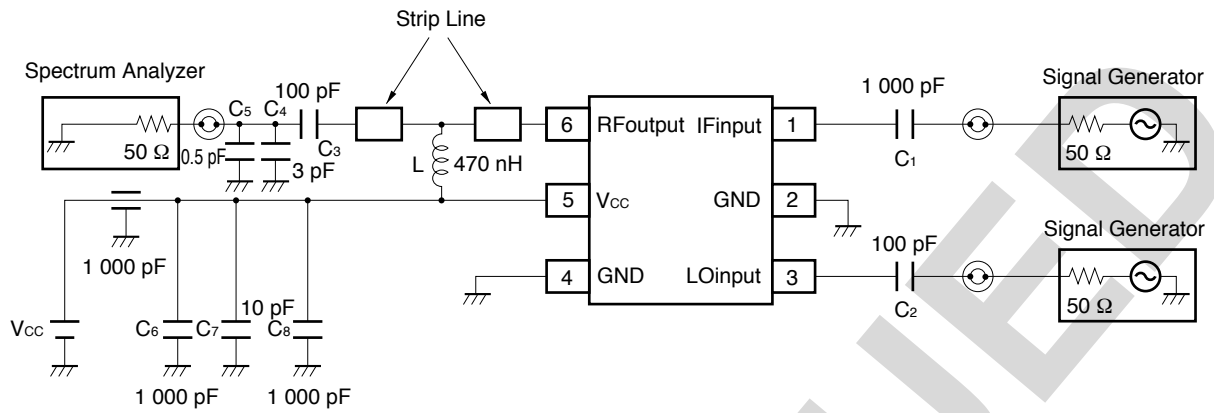 Strip Line
Spectrum Analyzer
100 pF
1 000 pF
Signal Generator
C5
C4
C3
6
RFoutput
IFinput
1
C1
50 Ω
50 Ω
0.5 pF
3 pF
L
470 nH
5
VCC
GND
2
Signal Generator
1 000 pF
100 pF
4
GND
LOinput
3
C2
50 Ω
VCC
C6
C7
10 pF
C8
1 000 pF
1 000 pF